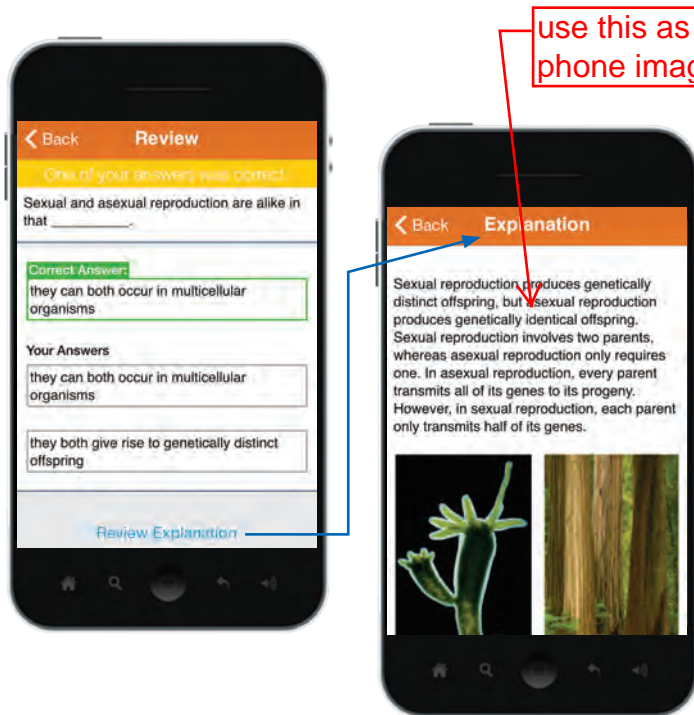 use this as
phone imag
Back Review
One of your answers was correct.
Sexual and asexual reproduction are alike in
that __________.
Correct Answer:
they can both occur in multicellular
organisms
Your Answers
they can both occur in multicellular
organisms
they both give rise to genetically distinct
offspring
Review Explanation
Back Explanation
Sexual reproduction produces genetically
distinct offspring, but asexual reproduction
produces genetically identical offspring.
Sexual reproduction involves two parents,
whereas asexual reproduction only requires
one. In asexual reproduction, every parent
transmits all of its genes to its progeny.
However, in sexual reproduction, each parent
only transmits half of its genes.